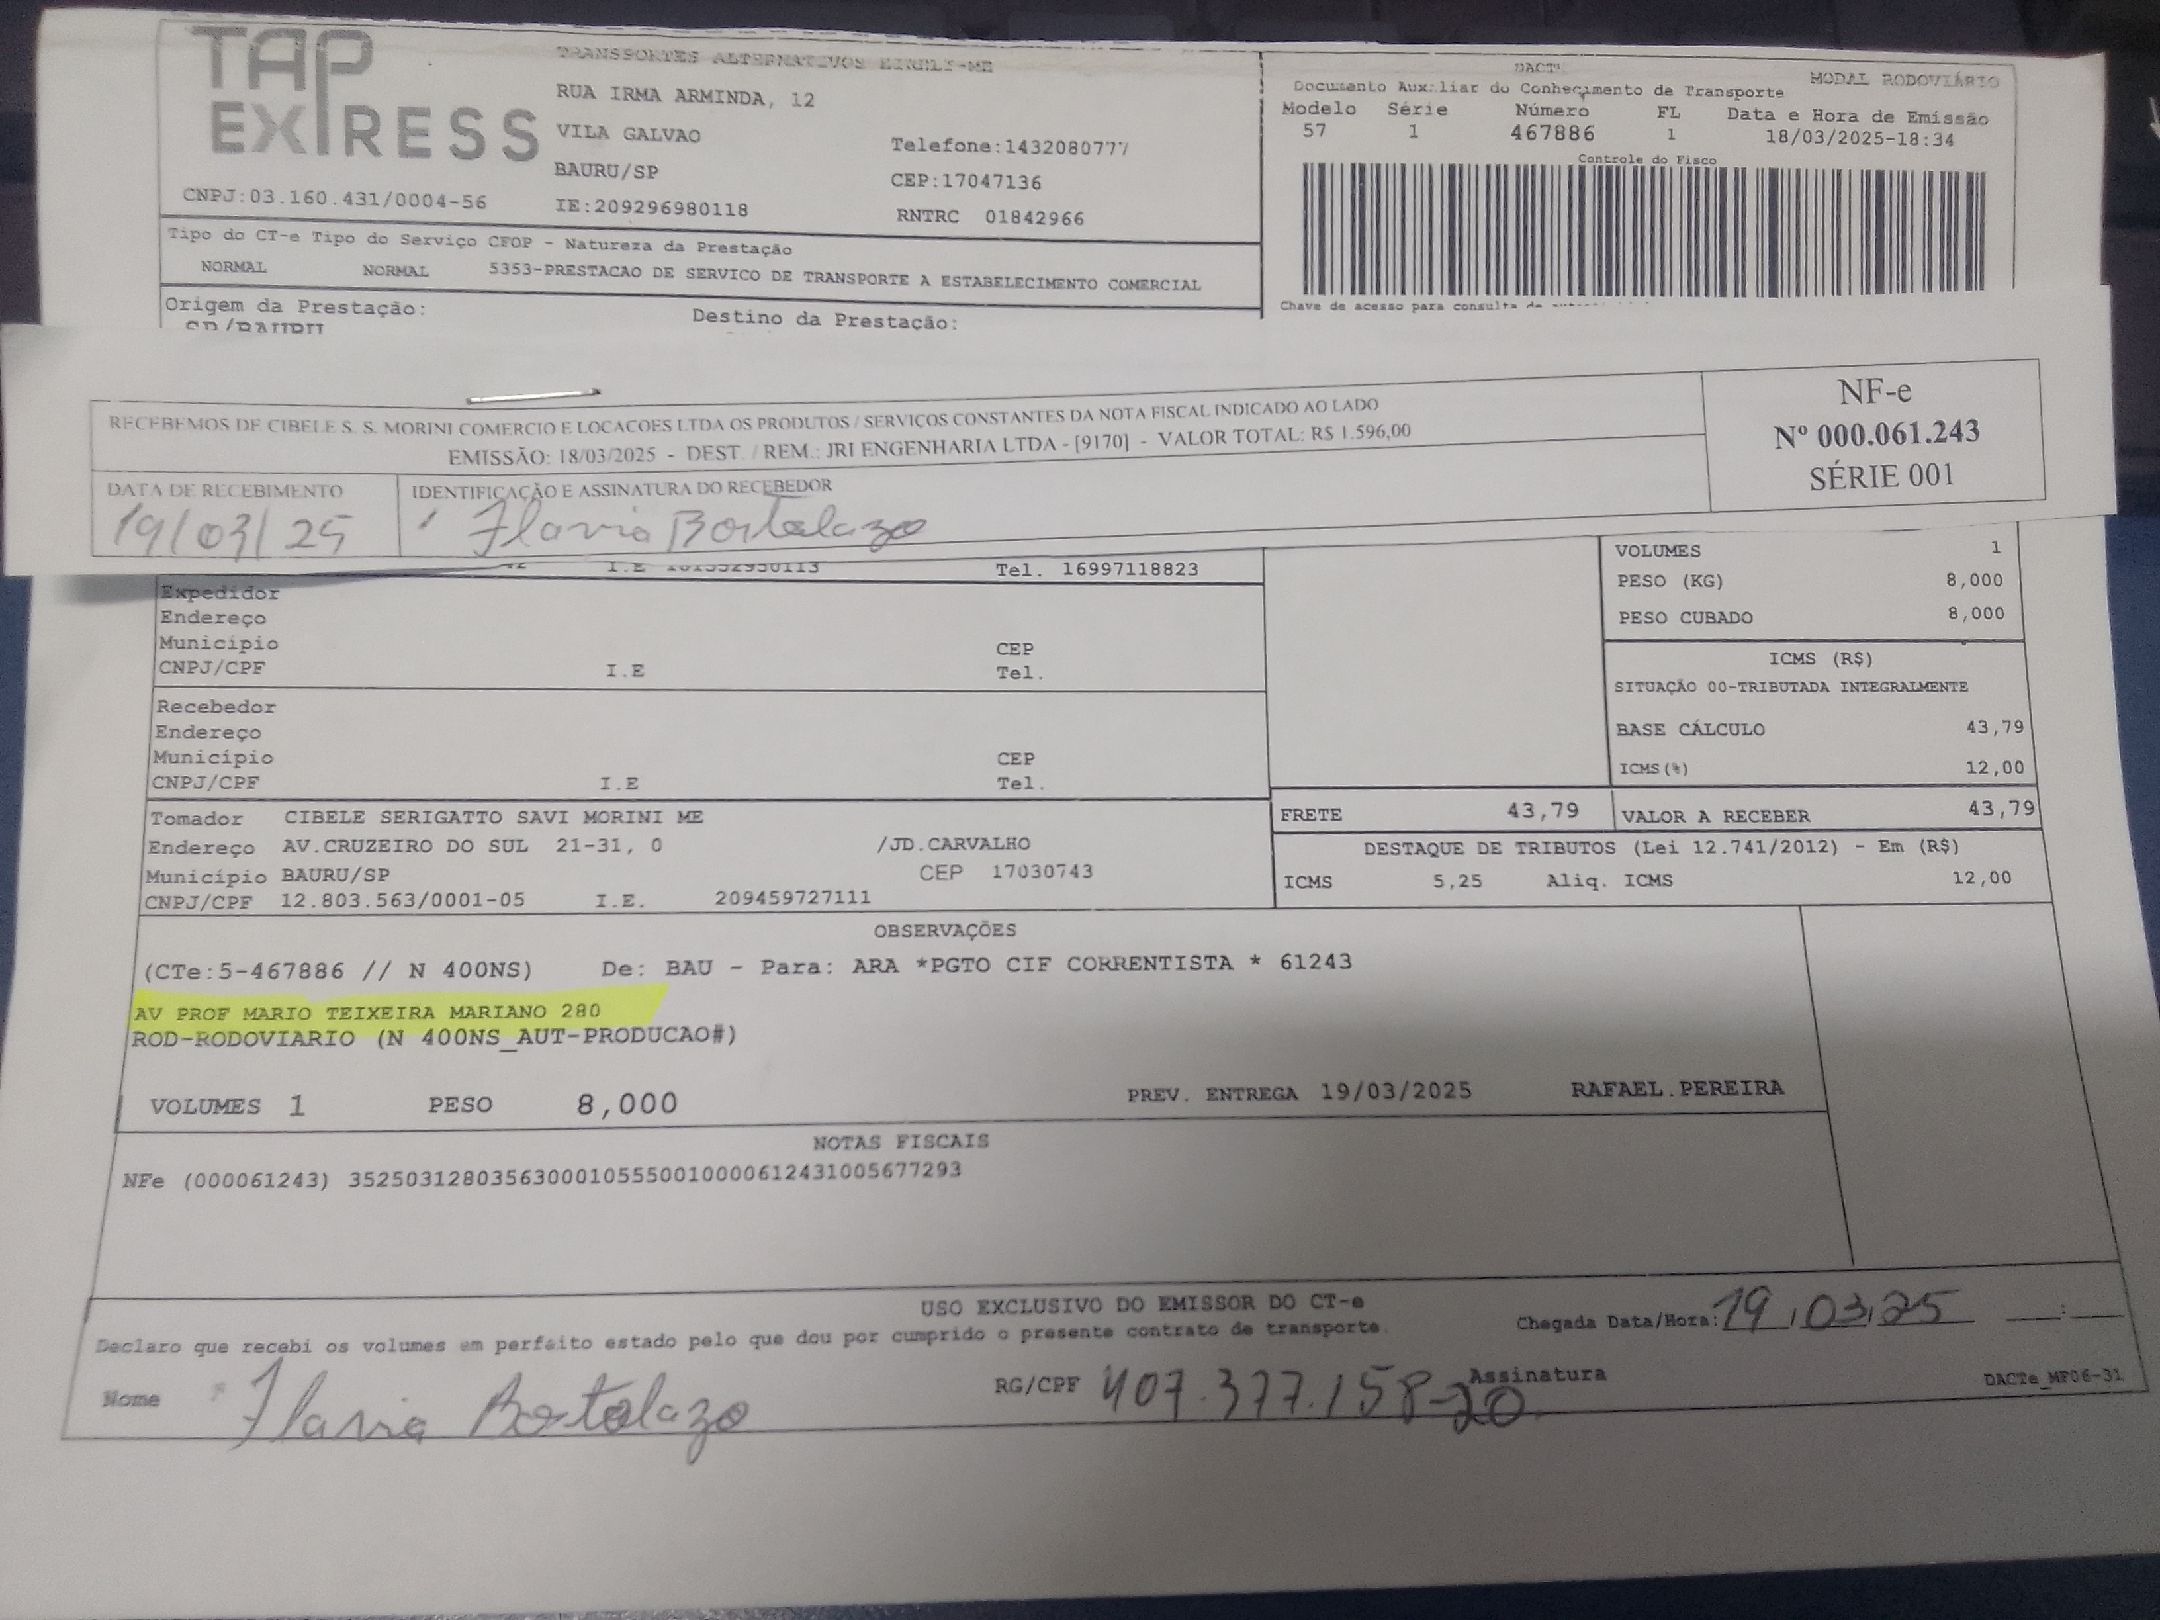 TAP EXPRESS
TRANSSORTES ALTERNATIVOS EIRELI-ME
RUA IRMA ARMINDA, 12
VILA GALVAO
Telefone:1432080777
BAURU/SP
CEP:17047136
CNPJ:03.160.431/0004-56
IE:209296980118
RNTRC 01842966
DACTE
MODAL RODOVIÁRIO
Documento Auxiliar do Conhecimento de Transporte
Modelo Série Número FL Data e Hora de Emissão
57 1 467886 1 18/03/2025-18:34
Controle do Fisco
Tipo do CT-e Tipo do Serviço CFOP - Natureza da Prestação
NORMAL NORMAL 5353-PRESTACAO DE SERVICO DE TRANSPORTE A ESTABELECIMENTO COMERCIAL
Chave de acesso para consulta de
Origem da Prestação: Destino da Prestação:
SP/BAURU
RECEBEMOS DE CIBELE S. S. MORINI COMERCIO E LOCACOES LTDA OS PRODUTOS / SERVIÇOS CONSTANTES DA NOTA FISCAL INDICADO AO LADO
EMISSÃO: 18/03/2025 - DEST. / REM.: JRI ENGENHARIA LTDA - [9170] - VALOR TOTAL: R$ 1.596,00
NF-e
Nº 000.061.243
SÉRIE 001
DATA DE RECEBIMENTO
19/03/25
IDENTIFICAÇÃO E ASSINATURA DO RECEBEDOR
Flavia Bortolazo
I.E Tel. 16997118823
VOLUMES 1
PESO (KG) 8,000
PESO CUBADO 8,000
Expedidor
Endereço
Município CEP
CNPJ/CPF I.E Tel.
ICMS (R$)
SITUAÇÃO 00-TRIBUTADA INTEGRALMENTE
BASE CÁLCULO 43,79
ICMS(%) 12,00
Recebedor
Endereço
Município CEP
CNPJ/CPF I.E Tel.
FRETE 43,79 VALOR A RECEBER 43,79
Tomador CIBELE SERIGATTO SAVI MORINI ME
Endereço AV.CRUZEIRO DO SUL 21-31, 0 /JD.CARVALHO
Município BAURU/SP CEP 17030743
CNPJ/CPF 12.803.563/0001-05 I.E. 209459727111
DESTAQUE DE TRIBUTOS (Lei 12.741/2012) - Em (R$)
ICMS 5,25 Aliq. ICMS 12,00
OBSERVAÇÕES
(CTe:5-467886 // N 400NS) De: BAU - Para: ARA *PGTO CIF CORRENTISTA * 61243
AV PROF MARIO TEIXEIRA MARIANO 280
ROD-RODOVIARIO (N 400NS_AUT-PRODUCAO#)
VOLUMES 1 PESO 8,000 PREV. ENTREGA 19/03/2025 RAFAEL.PEREIRA
NOTAS FISCAIS
NFe (000061243) 35250312803563000105550010000612431005677293
USO EXCLUSIVO DO EMISSOR DO CT-e
Declaro que recebi os volumes em perfeito estado pelo que dou por cumprido o presente contrato de transporte.
Chegada Data/Hora: 19/03/25 __:__
Nome Flavia Bortolazo RG/CPF 407.377.158-20 Assinatura
DACTe_MF06-31